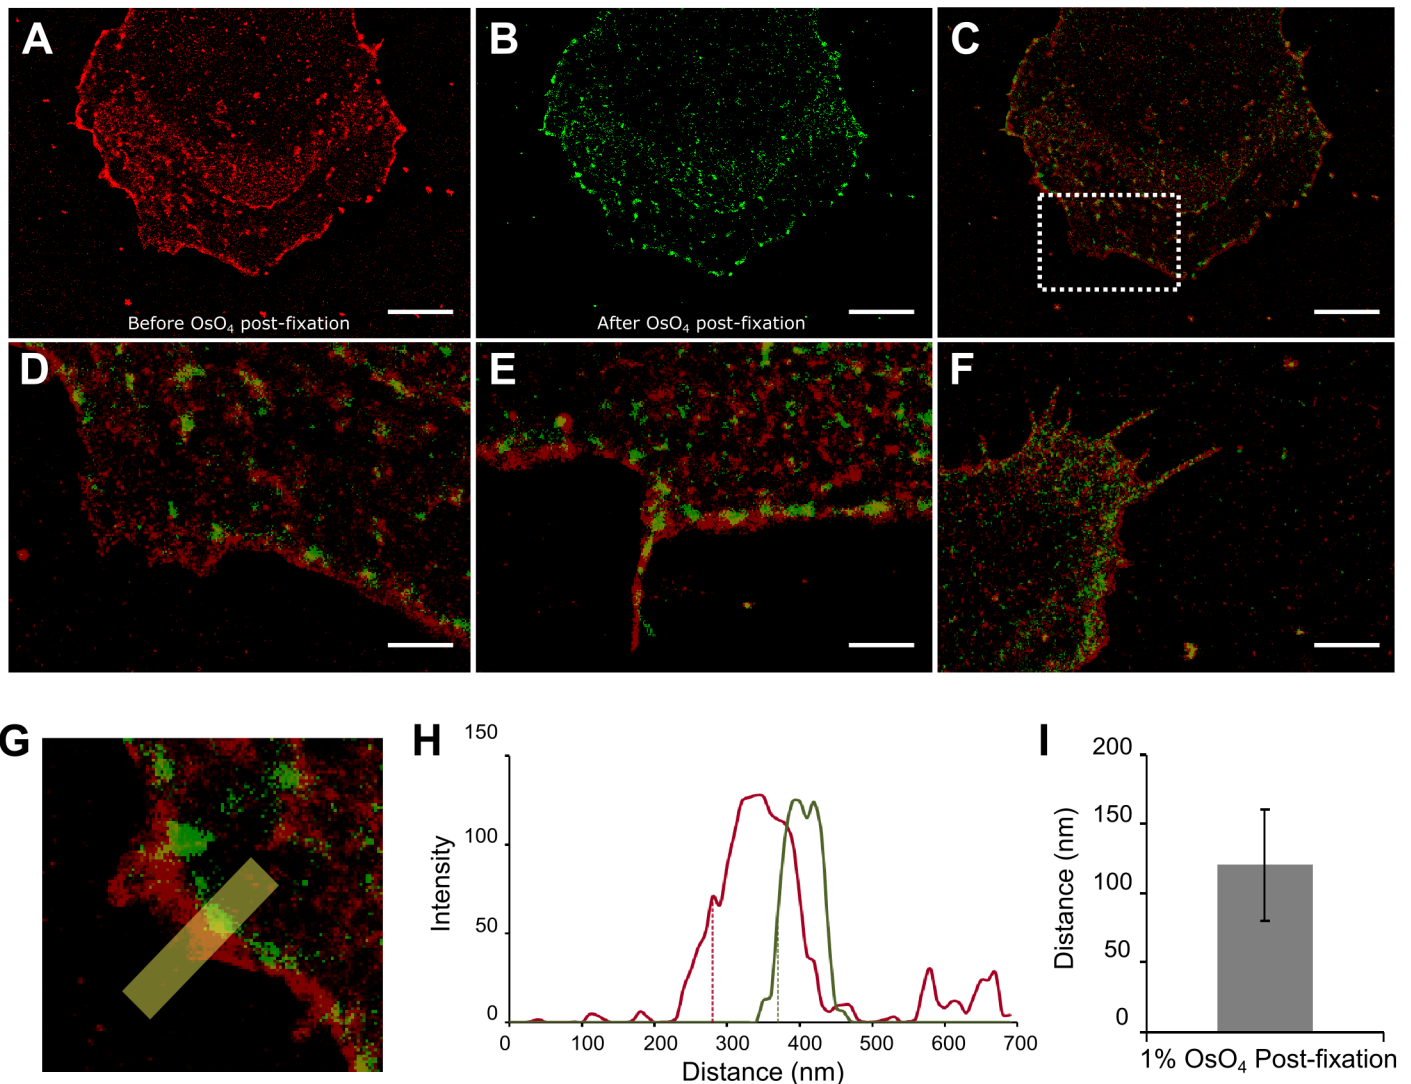 A
B
C
Before OsO₄ post-fixation
After OsO₄ post-fixation
D
E
F
G
H
150
100
50
0
Intensity
0 100 200 300 400 500 600 700
Distance (nm)
I
200
150
100
50
0
Distance (nm)
1% OsO₄ Post-fixation